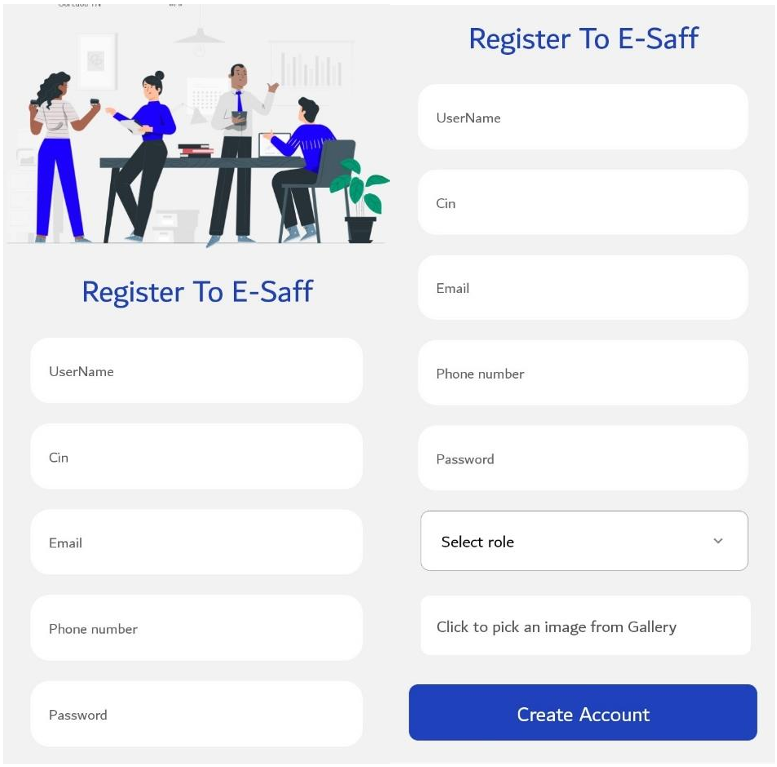 Register To E-Saff
UserName
Cin
Email
Phone number
Password
Register To E-Saff
UserName
Cin
Email
Phone number
Password
Select role
Click to pick an image from Gallery
Create Account